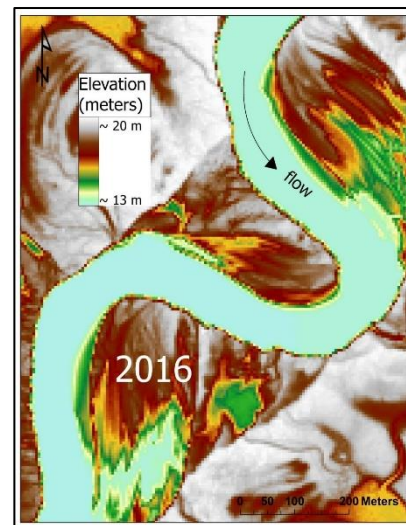 N
Elevation
(meters)
~ 20 m
~ 13 m
flow
2016
0 50 100 200 Meters